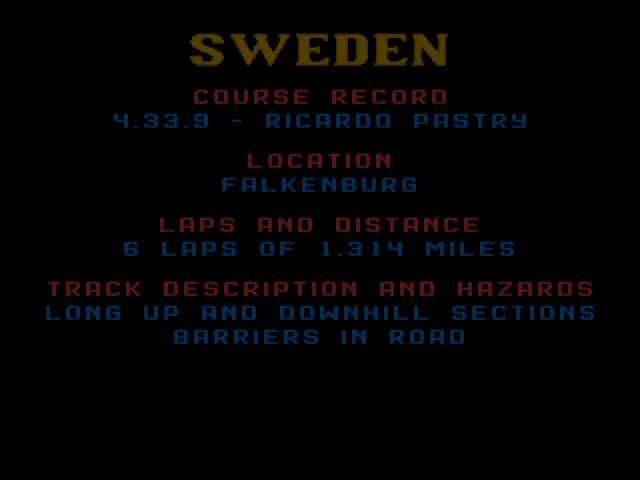 SWEDEN
COURSE RECORD
4.33.9 - RICARDO PASTRY
LOCATION
FALKENBURG
LAPS AND DISTANCE
6 LAPS OF 1.314 MILES
TRACK DESCRIPTION AND HAZARDS
LONG UP AND DOWNHILL SECTIONS
BARRIERS IN ROAD